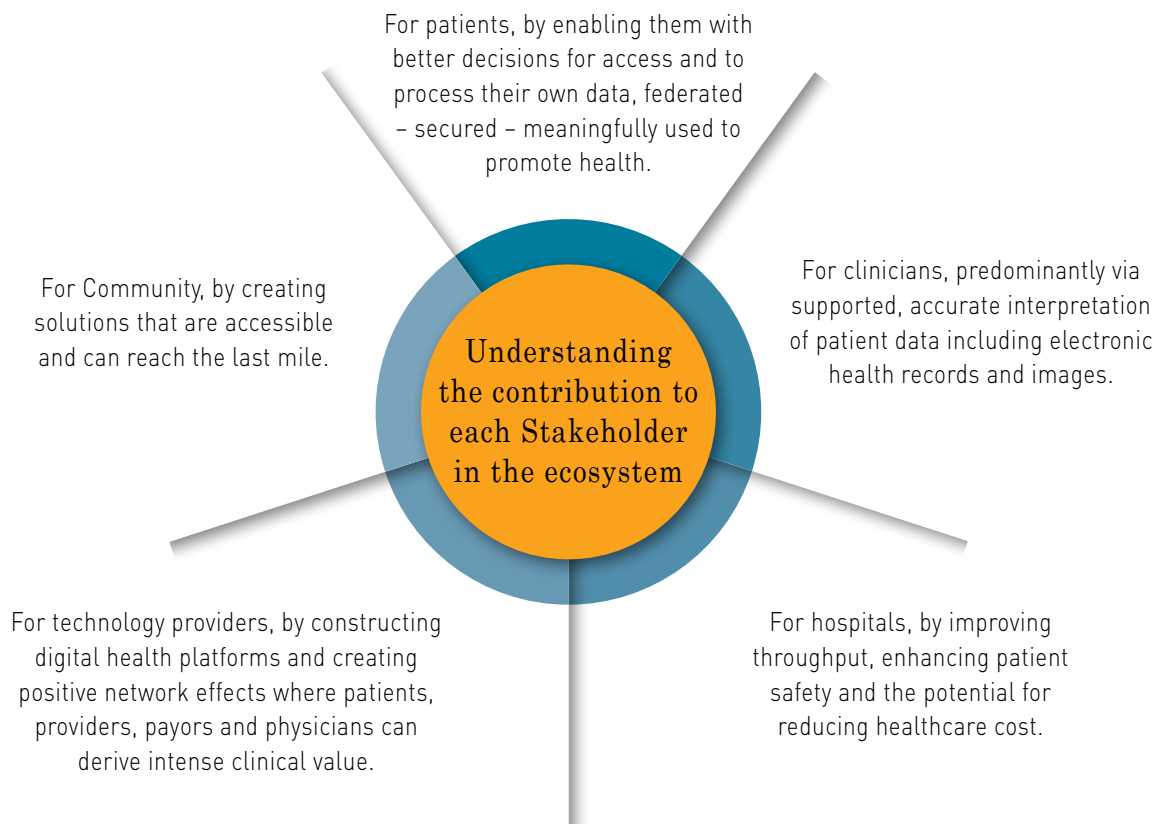 For patients, by enabling them with
better decisions for access and to
process their own data, federated
– secured – meaningfully used to
promote health.
For clinicians, predominantly via
supported, accurate interpretation
of patient data including electronic
health records and images.
For hospitals, by improving
throughput, enhancing patient
safety and the potential for
reducing healthcare cost.
For technology providers, by constructing
digital health platforms and creating
positive network effects where patients,
providers, payors and physicians can
derive intense clinical value.
For Community, by creating
solutions that are accessible
and can reach the last mile.
Understanding
the contribution to
each Stakeholder
in the ecosystem